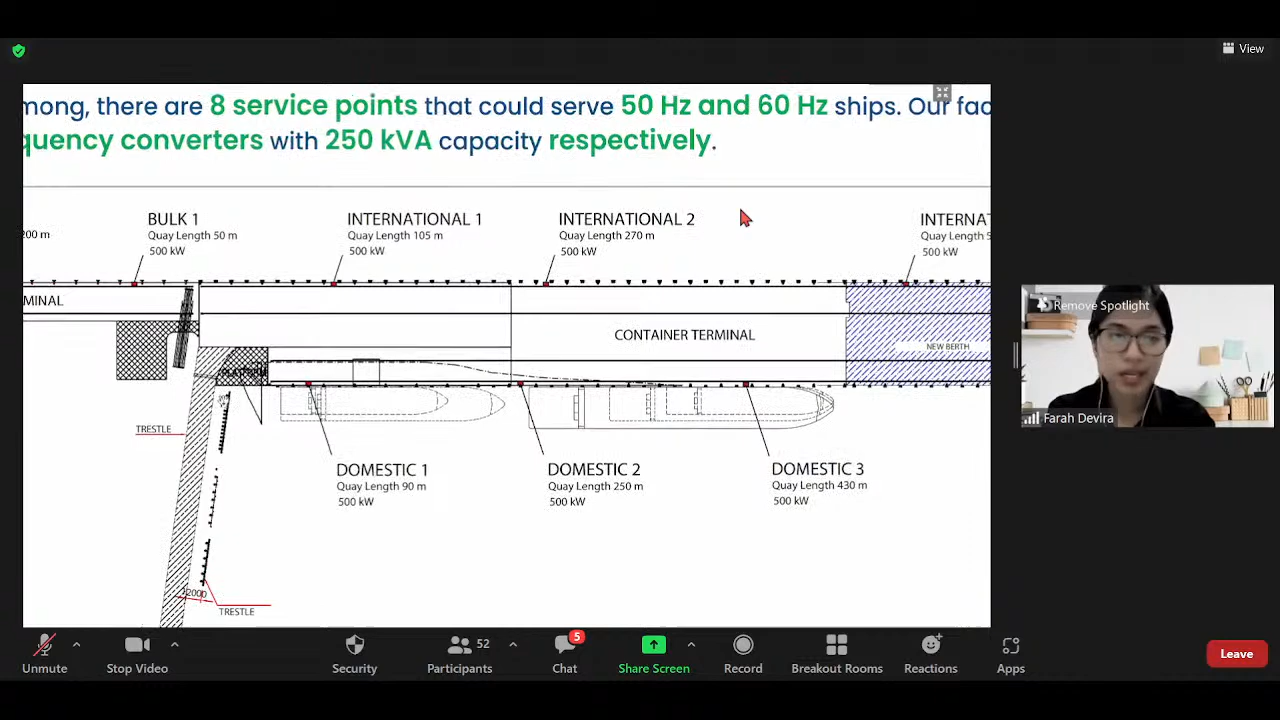 View
mong, there are 8 service points that could serve 50 Hz and 60 Hz ships. Our fac
quency converters with 250 kVA capacity respectively.
BULK 1
Quay Length 50 m
500 kW
INTERNATIONAL 1
Quay Length 105 m
500 kW
INTERNATIONAL 2
Quay Length 270 m
500 kW
INTERNAT
Quay Length 5
500 kW
200 m
MINAL
CONTAINER TERMINAL
NEW BERTH
PLATFORM
TRESTLE
DOMESTIC 1
Quay Length 90 m
500 kW
DOMESTIC 2
Quay Length 250 m
500 kW
DOMESTIC 3
Quay Length 430 m
500 kW
12000
TRESTLE
Remove Spotlight
Farah Devira
Unmute
Stop Video
Security
52
Participants
5
Chat
Share Screen
Record
Breakout Rooms
Reactions
Apps
Leave